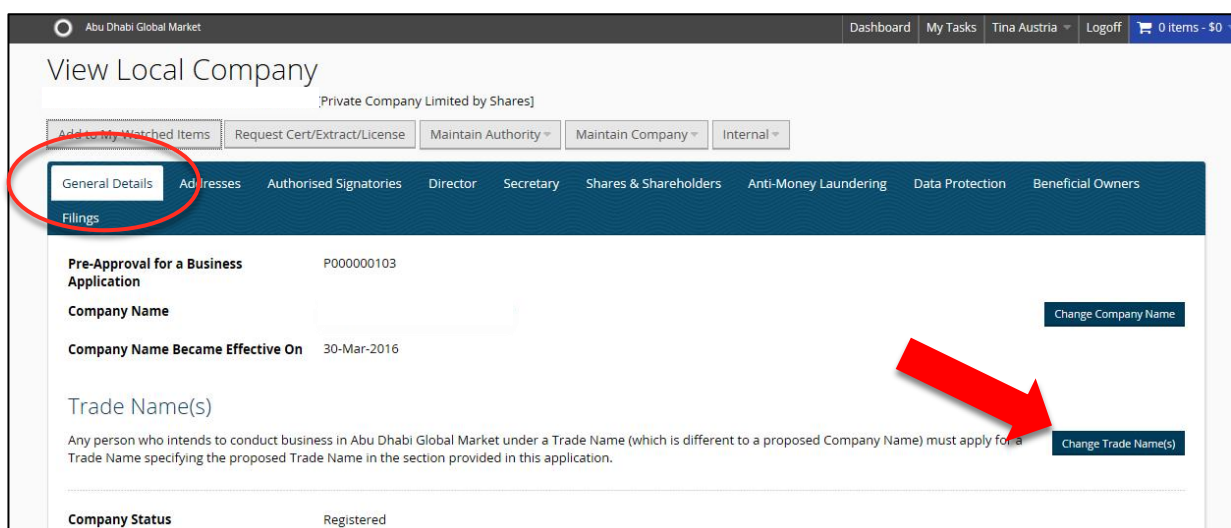 Abu Dhabi Global Market Dashboard My Tasks Tina Austria Logoff 0 items - $0
View Local Company
[Private Company Limited by Shares]
Add to My Watched Items Request Cert/Extract/License Maintain Authority Maintain Company Internal
General Details Addresses Authorised Signatories Director Secretary Shares & Shareholders Anti-Money Laundering Data Protection Beneficial Owners
Filings
Pre-Approval for a Business P000000103
Application
Company Name Change Company Name
Company Name Became Effective On 30-Mar-2016
Trade Name(s)
Any person who intends to conduct business in Abu Dhabi Global Market under a Trade Name (which is different to a proposed Company Name) must apply for a Change Trade Name(s)
Trade Name specifying the proposed Trade Name in the section provided in this application.
Company Status Registered